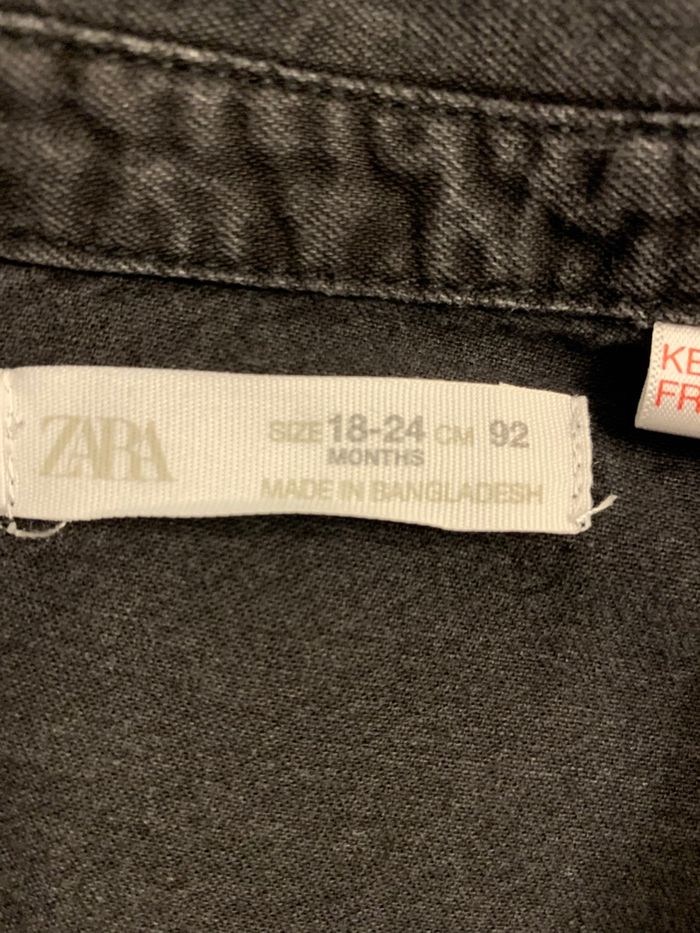 ZARA
SIZE 18-24 CM 92
MONTHS
MADE IN BANGLADESH
KE
FR